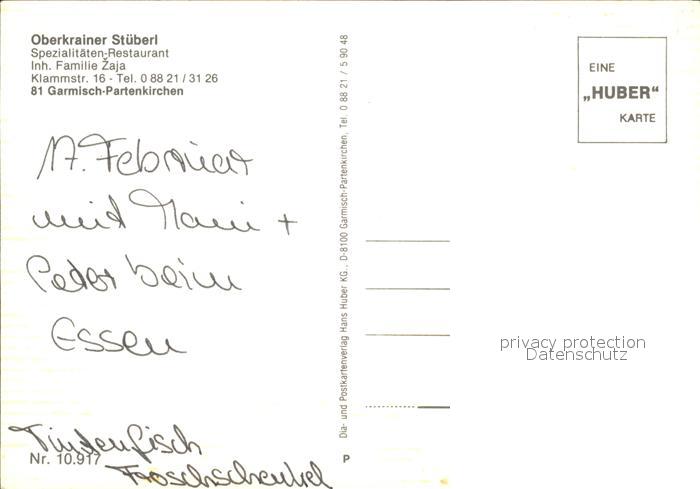 Oberkrainer Stüberl
Spezialitäten-Restaurant
Inh. Familie Žaja
Klammstr. 16 - Tel. 0 88 21 / 31 26
81 Garmisch-Partenkirchen
17. Februar
mit Mani +
Peter beim
Essen
Tintenfisch
Nr. 10.917
Froschschenkel
Dia- und Postkartenverlag Hans Huber KG., D-8100 Garmisch-Partenkirchen, Tel. 0 88 21 / 5 90 48
P
EINE
„HUBER“
KARTE
privacy protection
Datenschutz